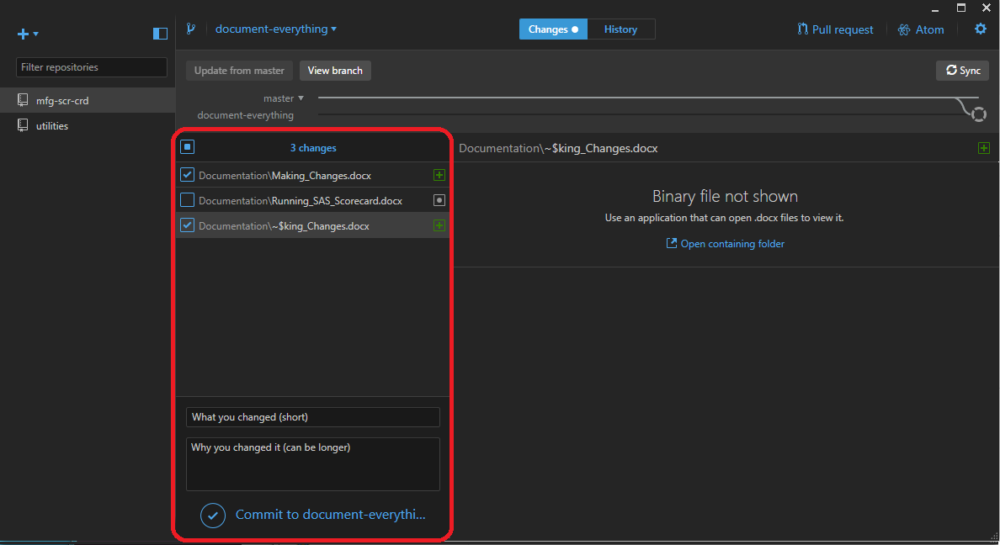 document-everything
Changes
History
Pull request
Atom
Filter repositories
Update from master
View branch
Sync
mfg-scr-crd
master
document-everything
utilities
3 changes
Documentation\~$king_Changes.docx
Documentation\Making_Changes.docx
Documentation\Running_SAS_Scorecard.docx
Documentation\~$king_Changes.docx
Binary file not shown
Use an application that can open .docx files to view it.
Open containing folder
What you changed (short)
Why you changed it (can be longer)
Commit to document-everythi...